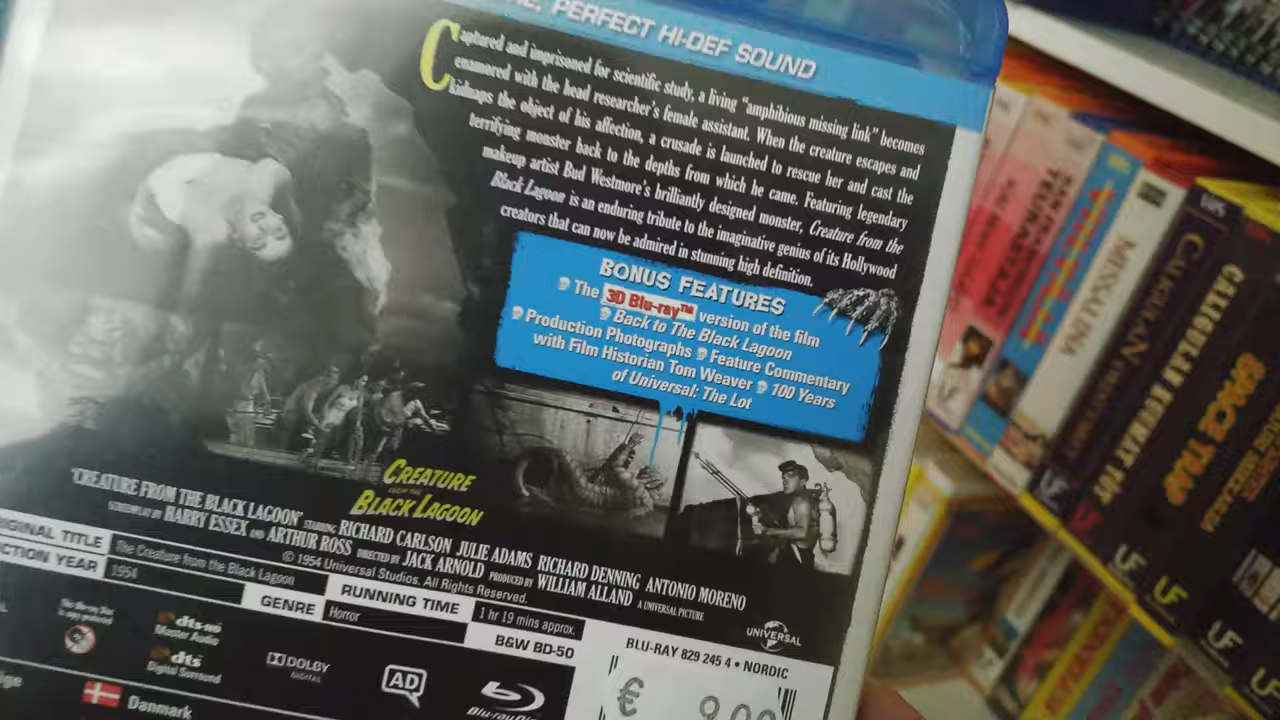 PERFECT HI-DEF SOUND
Captured and imprisoned for scientific study, a living "amphibious missing link" becomes
enamored with the head researcher's female assistant. When the creature escapes and
kidnaps the object of his affection, a crusade is launched to rescue her and cast the
terrifying monster back to the depths from which he came. Featuring legendary
makeup artist Bud Westmore's brilliantly designed monster, Creature from the
Black Lagoon is an enduring tribute to the imaginative genius of its Hollywood
creators that can now be admired in stunning high definition.
BONUS FEATURES
The 3D Blu-ray™ version of the film
Back to The Black Lagoon
Production Photographs Feature Commentary
with Film Historian Tom Weaver 100 Years
of Universal: The Lot
CREATURE
FROM THE
BLACK LAGOON
"CREATURE FROM THE BLACK LAGOON" STARRING RICHARD CARLSON JULIE ADAMS RICHARD DENNING ANTONIO MORENO
SCREENPLAY BY HARRY ESSEX AND ARTHUR ROSS DIRECTED BY JACK ARNOLD PRODUCED BY WILLIAM ALLAND A UNIVERSAL PICTURE
© 1954 Universal Studios. All Rights Reserved.
UNIVERSAL
TITLE The Creature from the Black Lagoon
YEAR 1954
GENRE Horror
RUNNING TIME 1 hr 19 mins approx.
B&W BD-50
BLU-RAY 829 245 4 • NORDIC
dts-HD
Master Audio
dts
Digital Surround
DOLBY
DIGITAL
AD
Danmark
€
MESSALINA
SPACE TRAP
VHS